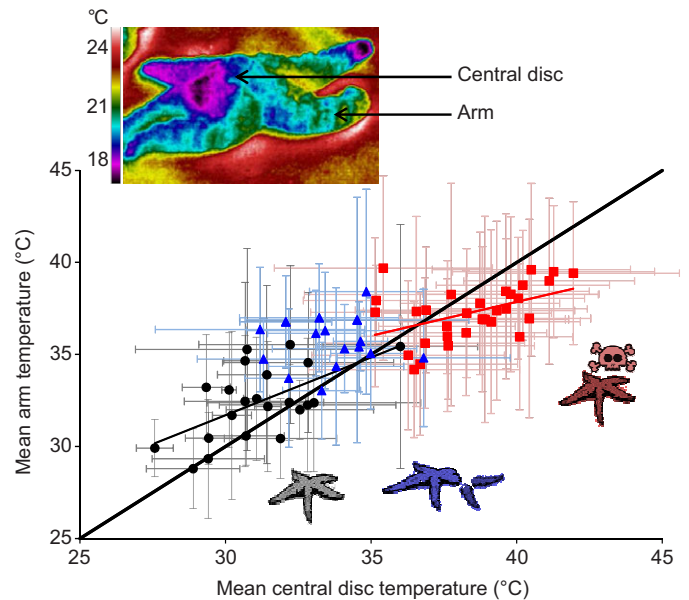 °C
24
21
18
Central disc
Arm
45
40
35
30
25
Mean arm temperature (°C)
25 30 35 40 45
Mean central disc temperature (°C)